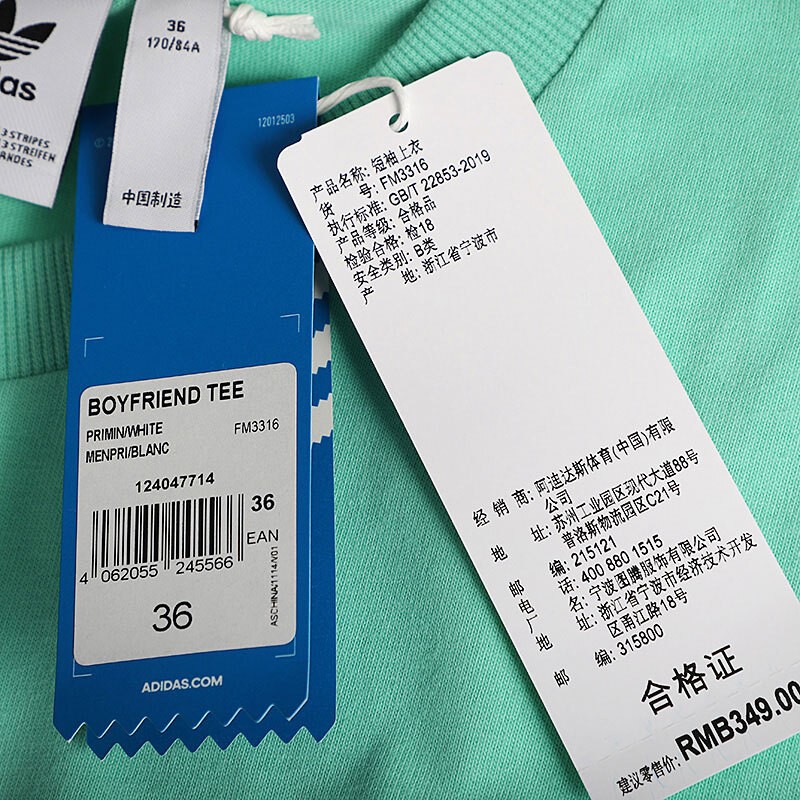 das
3 STRIPES
3 STREIFEN
ANDES
36
170/84A
中国制造
12012503
BOYFRIEND TEE
PRIMIN/WHITE FM3316
MENPRI/BLANC
124047714
36
EAN
4 062055 245566
ASCHINA/1114/V01
36
ADIDAS.COM
产品名称: 短袖上衣
货 号: FM3316
执行标准: GB/T 22853-2019
产品等级: 合格品
检验合格: 检18
安全类别: B类
产 地: 浙江省宁波市
经 销 商: 阿迪达斯体育(中国)有限
公司
地 址: 苏州工业园区现代大道88号
普洛斯物流园区C21号
邮 编: 215121
电 话: 400 880 1515
厂 名: 宁波图腾服饰有限公司
地 址: 浙江省宁波市经济技术开发
区甬江路18号
邮 编: 315800
合格证
建议零售价: RMB349.00